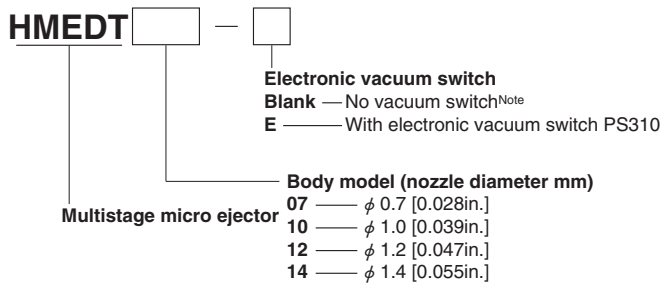 HMEDT –
Electronic vacuum switch
Blank — No vacuum switchNote
E — With electronic vacuum switch PS310
Body model (nozzle diameter mm)
Multistage micro ejector
07 — φ 0.7 [0.028in.]
10 — φ 1.0 [0.039in.]
12 — φ 1.2 [0.047in.]
14 — φ 1.4 [0.055in.]